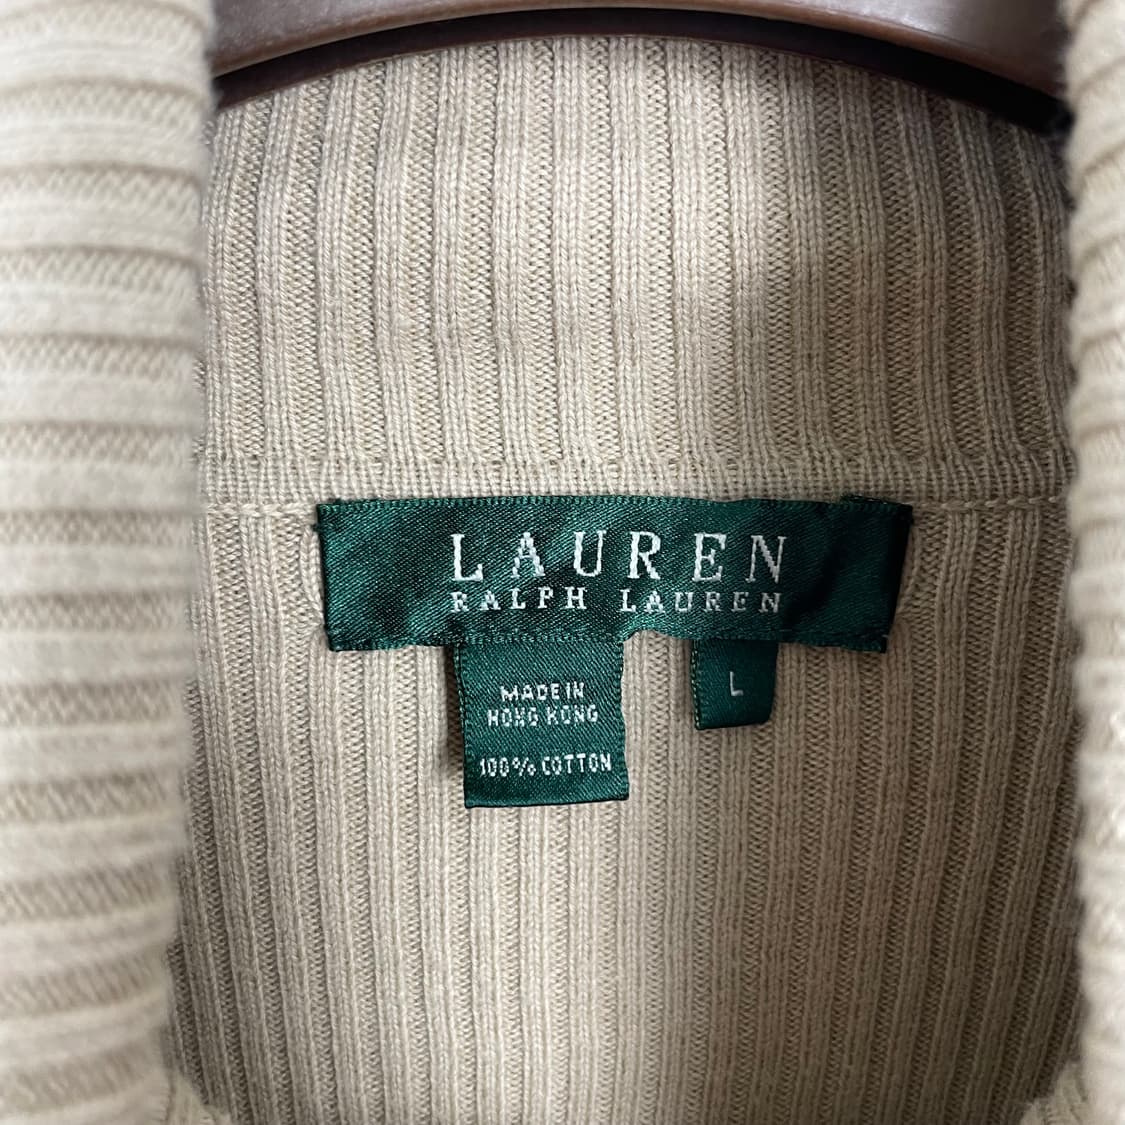 LAUREN
RALPH LAUREN
MADE IN
HONG KONG
100% COTTON
L